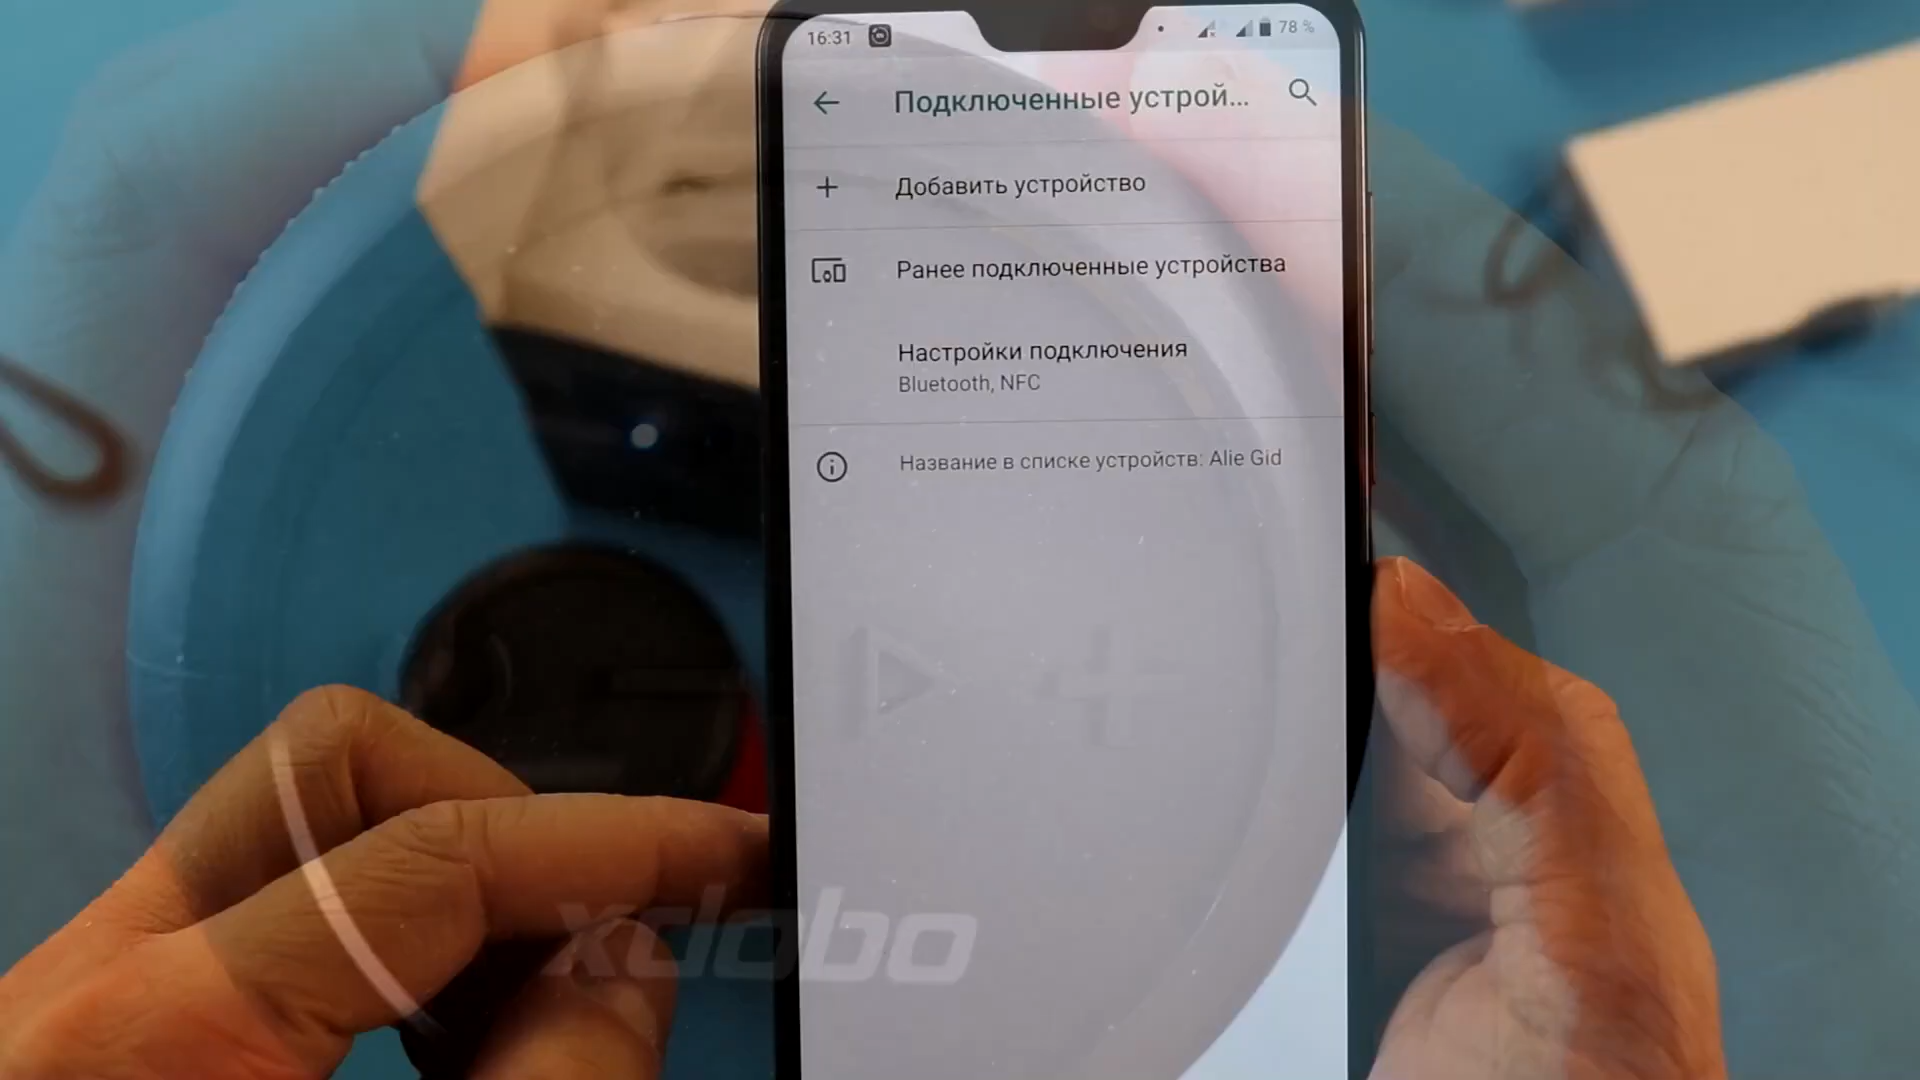 16:31
78 %
Подключенные устрой...
Добавить устройство
Ранее подключенные устройства
Настройки подключения
Bluetooth, NFC
Название в списке устройств: Alie Gid
xdobo